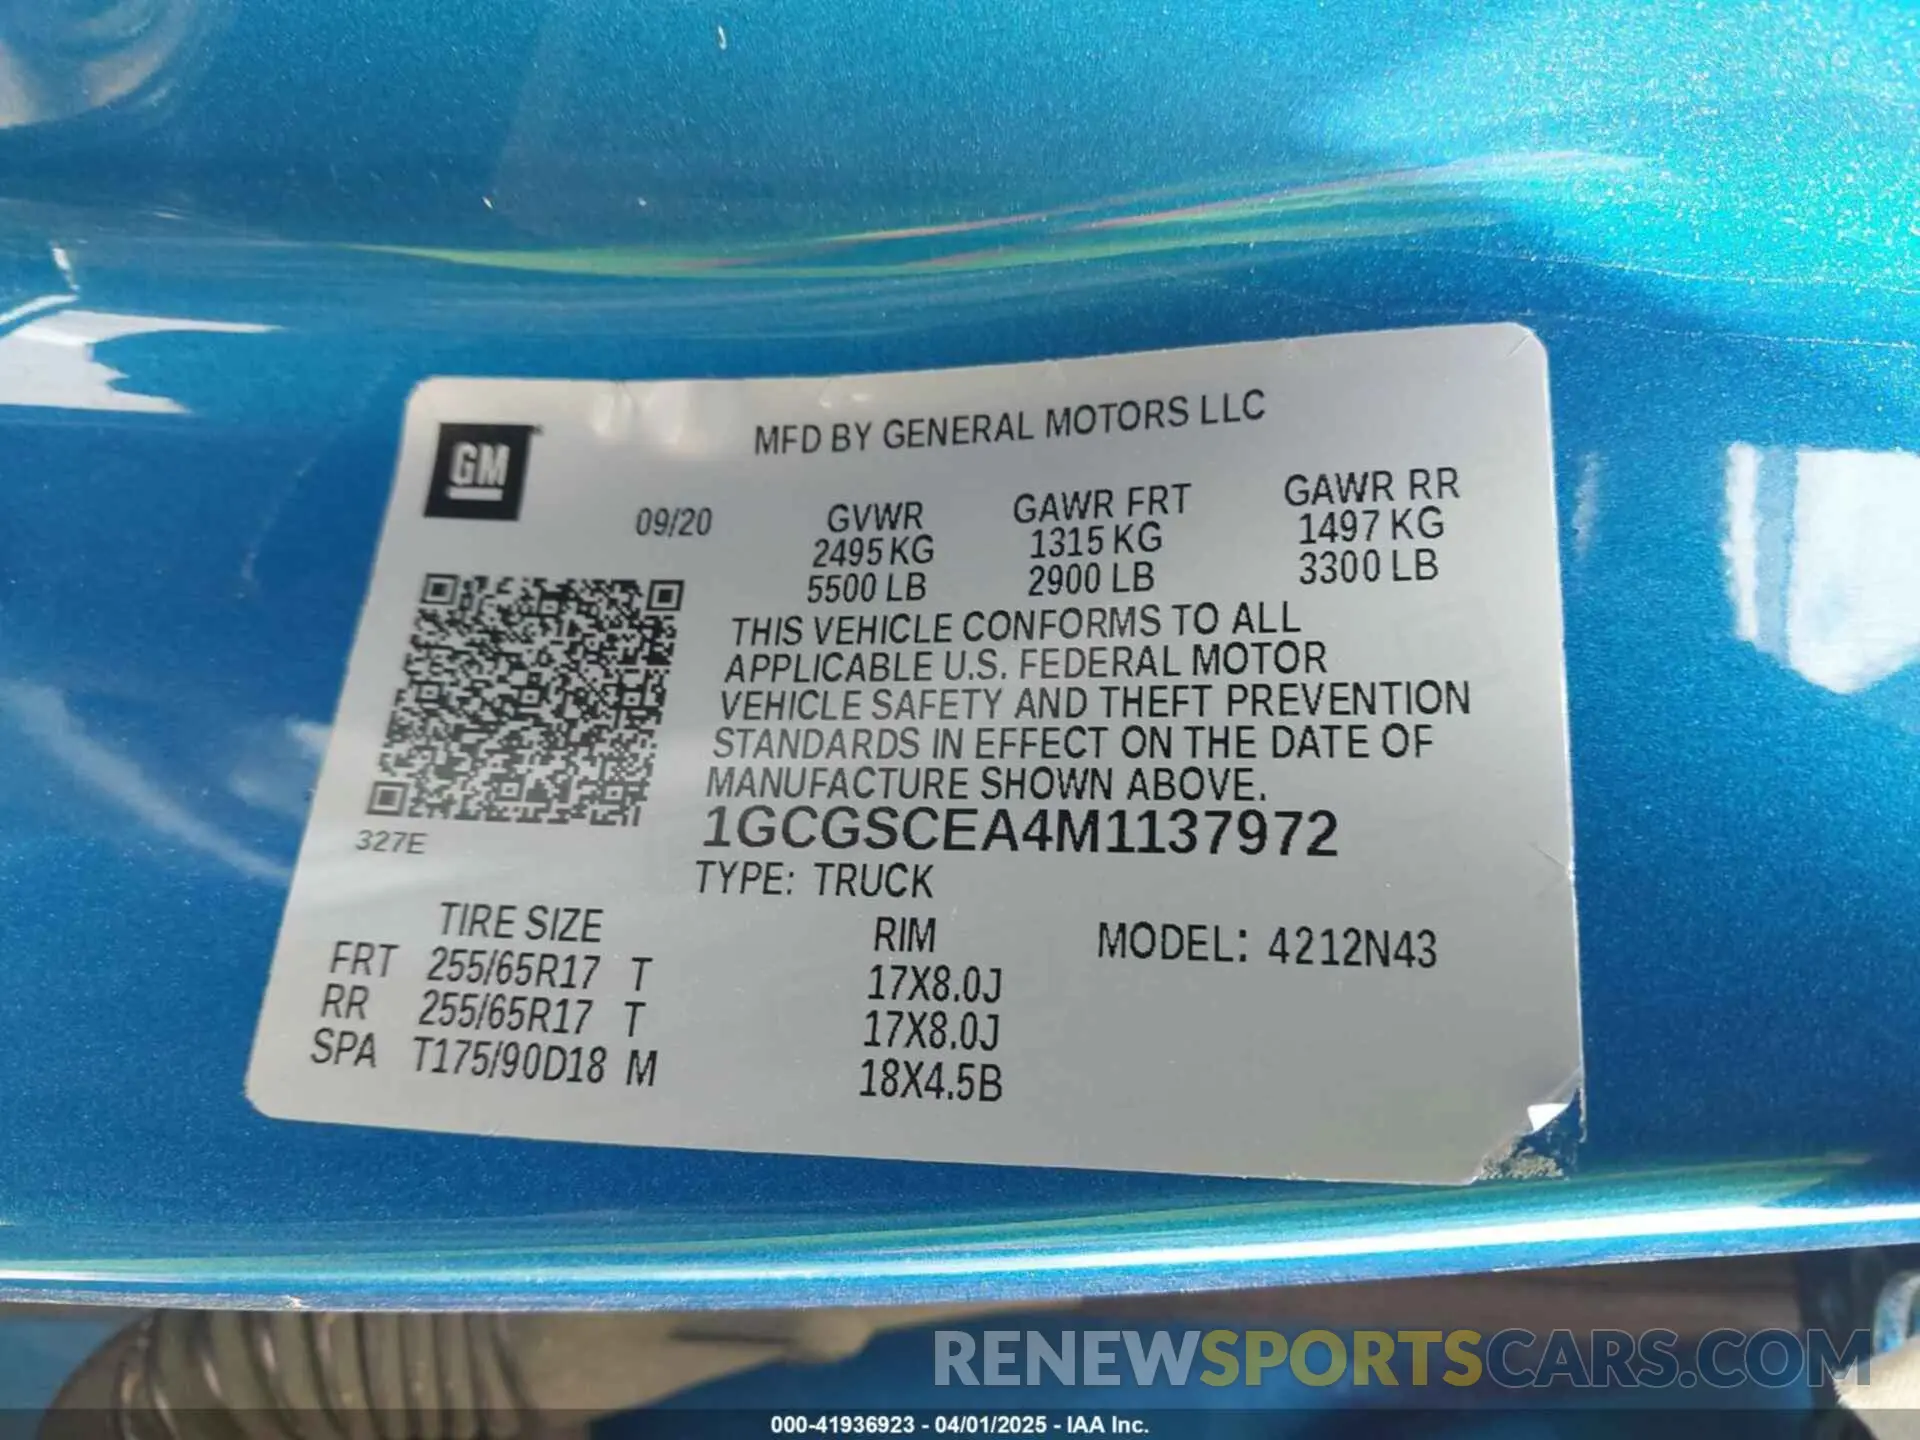 GM
MFD BY GENERAL MOTORS LLC
09/20
GVWR GAWR FRT GAWR RR
2495 KG 1315 KG 1497 KG
5500 LB 2900 LB 3300 LB
THIS VEHICLE CONFORMS TO ALL
APPLICABLE U.S. FEDERAL MOTOR
VEHICLE SAFETY AND THEFT PREVENTION
STANDARDS IN EFFECT ON THE DATE OF
MANUFACTURE SHOWN ABOVE.
327E
1GCGSCEA4M1137972
TYPE: TRUCK
TIRE SIZE RIM MODEL: 4212N43
FRT 255/65R17 T 17X8.0J
RR 255/65R17 T 17X8.0J
SPA T175/90D18 M 18X4.5B
RENEWSPORTSCARS.COM
000-41936923 - 04/01/2025 - IAA Inc.